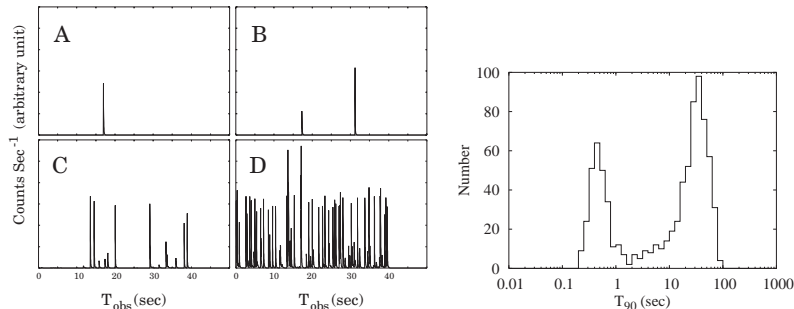 Counts Sec⁻¹ (arbitrary unit)
A
B
C
D
0 10 20 30 40
0 10 20 30 40
T_obs (sec)
T_obs (sec)
Number
100
80
60
40
20
0
0.01 0.1 1 10 100 1000
T_90 (sec)